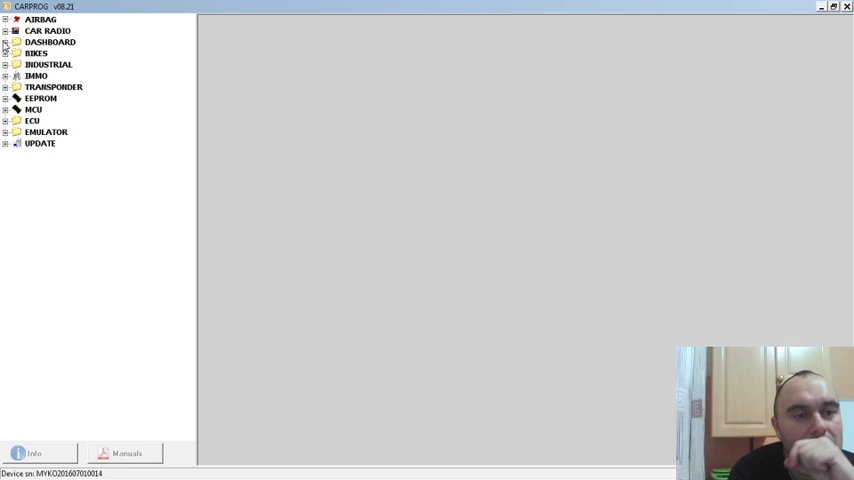 CARPROG v08.21
AIRBAG
CAR RADIO
DASHBOARD
BIKES
INDUSTRIAL
IMMO
TRANSPONDER
EEPROM
MCU
ECU
EMULATOR
UPDATE
Info
Manuals
Device sn: MYKO201607010014